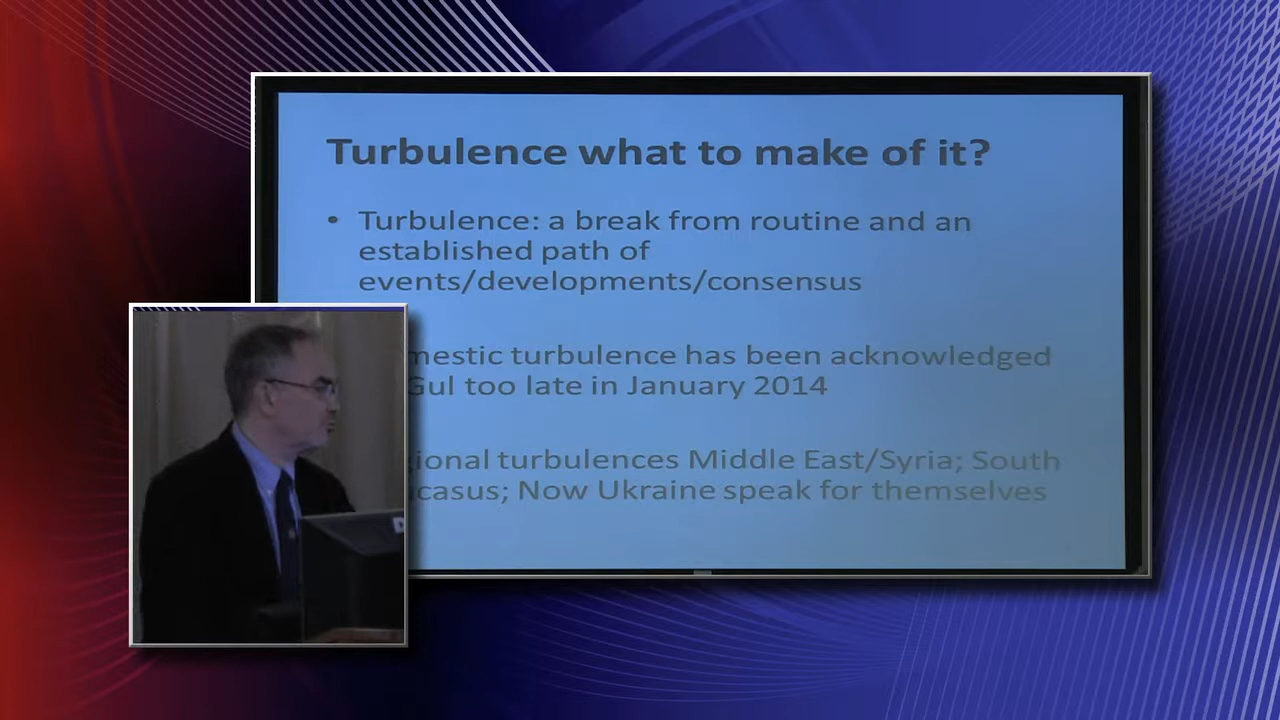 Turbulence what to make of it?
• Turbulence: a break from routine and an
established path of
events/developments/consensus
mestic turbulence has been acknowledged
Gul too late in January 2014
ional turbulences Middle East/Syria; South
casus; Now Ukraine speak for themselves